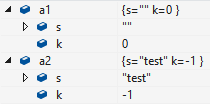 a1 {s="" k=0 }
s ""
k 0
a2 {s="test" k=-1 }
s "test"
k -1